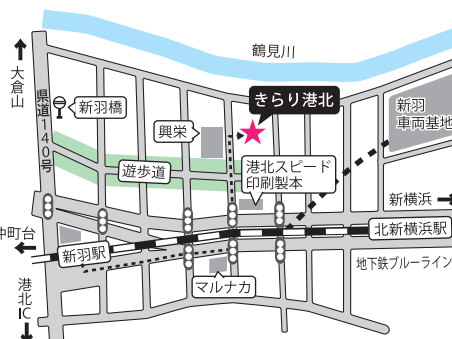 鶴見川
大倉山
県道140号
新羽橋
きらり港北
新羽
車両基地
興栄
遊歩道
港北スピード
印刷製本
新横浜
仲町台
北新横浜駅
新羽駅
地下鉄ブルーライン
マルナカ
港北IC